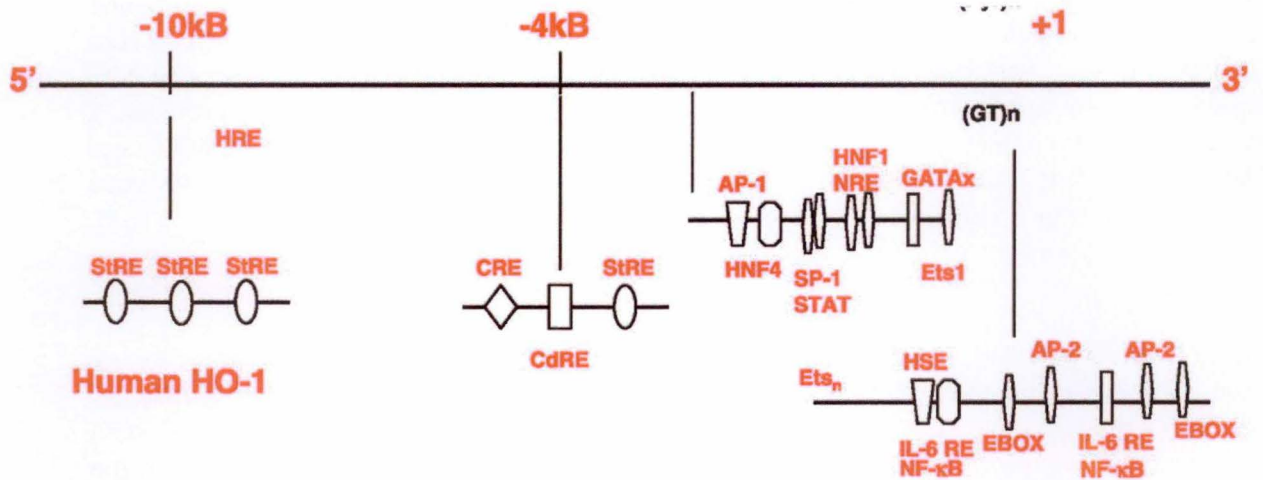 -10kB
-4kB
+1
5’
3’
(GT)n
HRE
HNF1
NRE
GATAx
AP-1
HNF4
SP-1
STAT
Ets1
StRE StRE StRE
CRE
StRE
CdRE
Human HO-1
AP-2
AP-2
HSE
Etsn
IL-6 RE
NF-κB
EBOX
IL-6 RE
NF-κB
EBOX